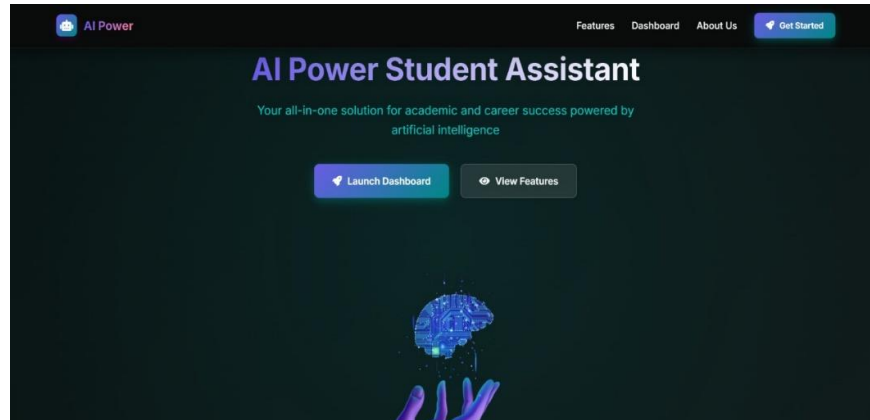 AI Power
Features
Dashboard
About Us
Get Started
AI Power Student Assistant
Your all-in-one solution for academic and career success powered by
artificial intelligence
Launch Dashboard
View Features